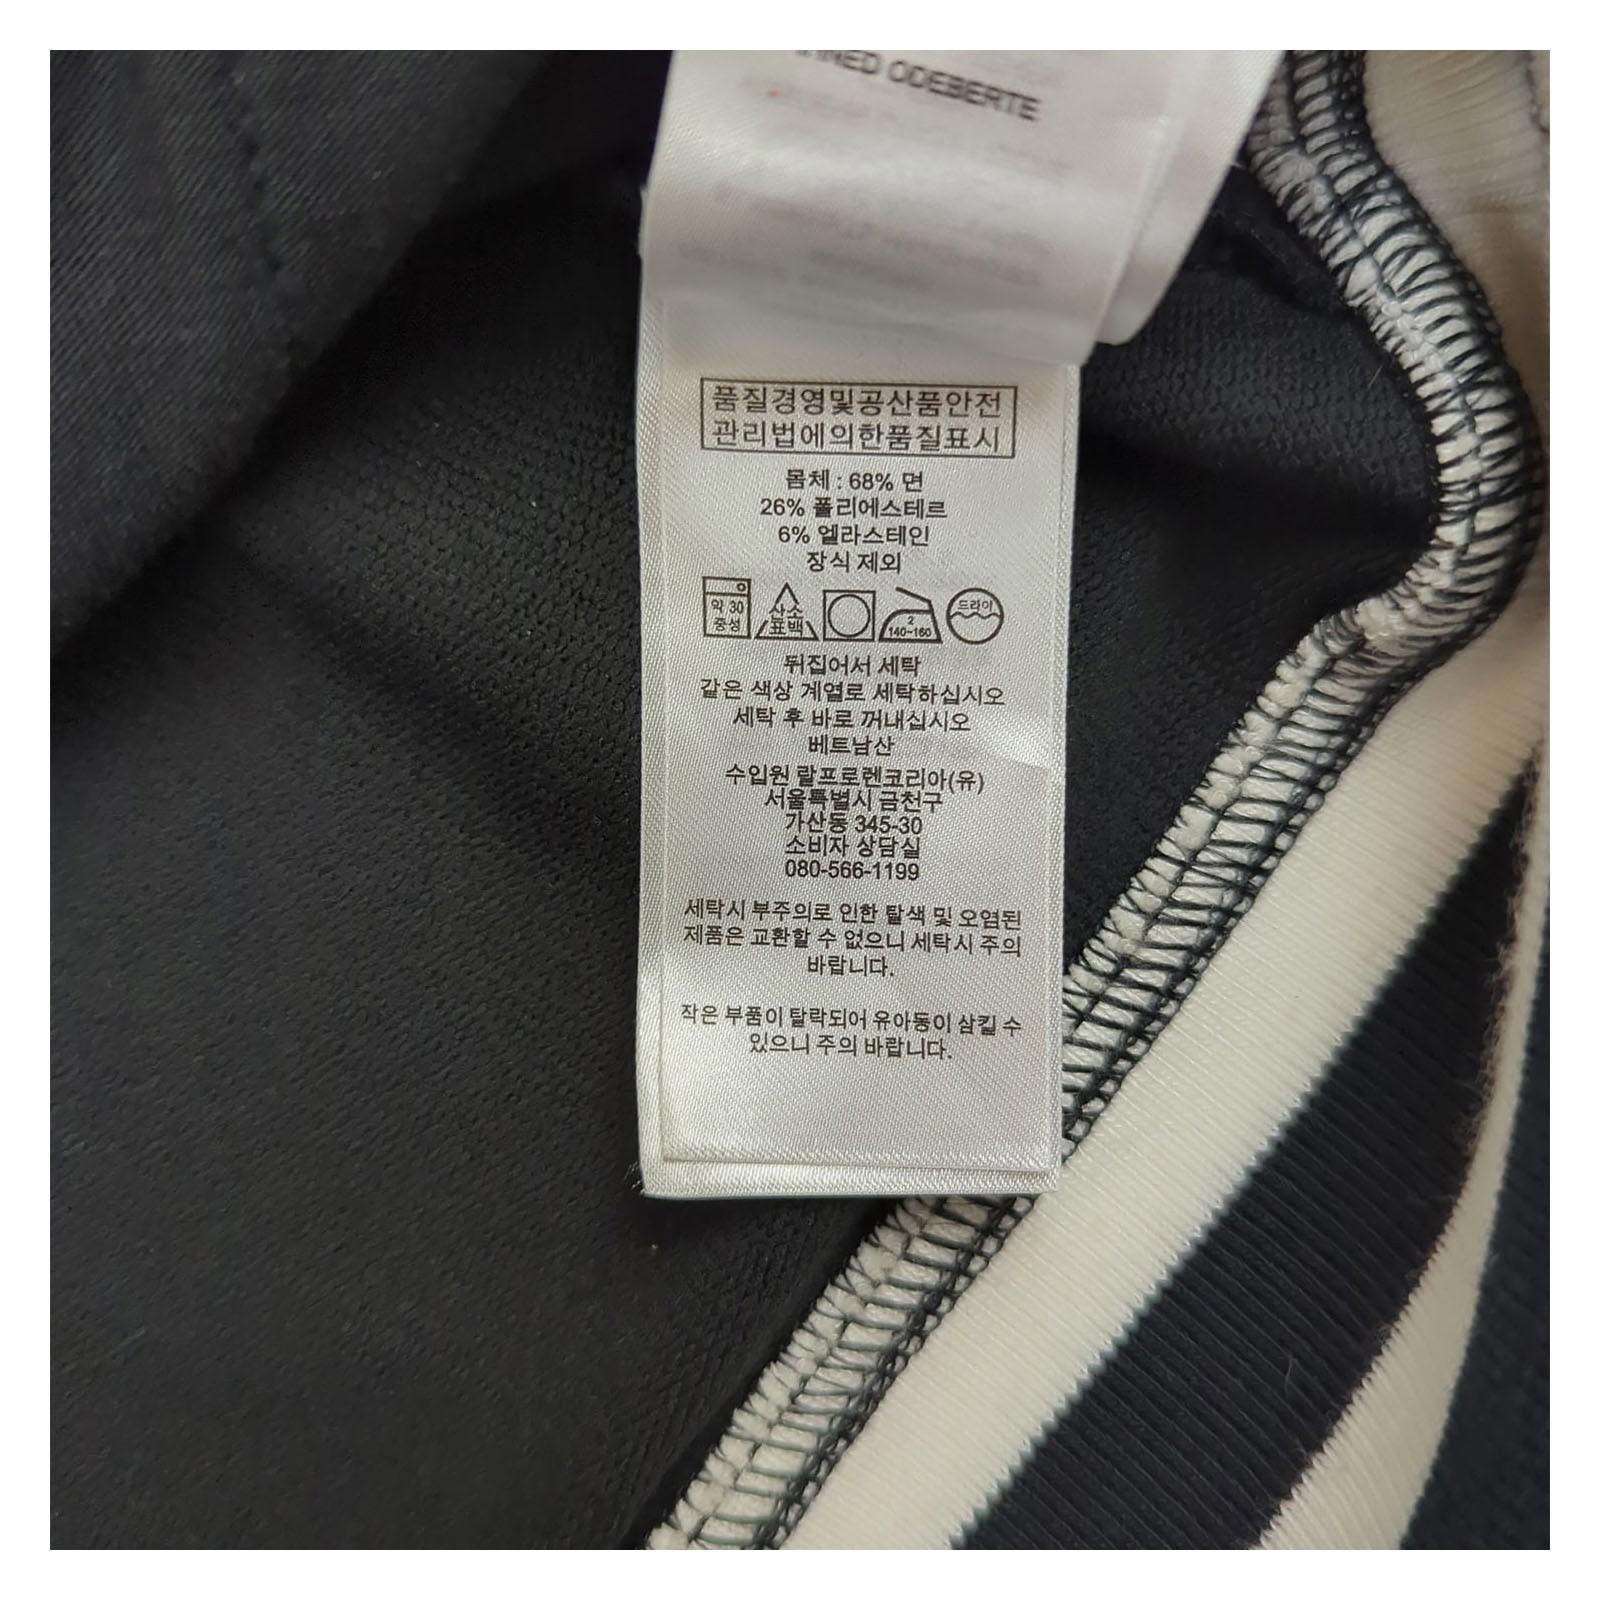 ODEBERTE
품질경영및공산품안전
관리법에의한품질표시
몸체 : 68% 면
26% 폴리에스테르
6% 엘라스테인
장식 제외
약 30
중성
산소
표백
2
140~160
드라이
뒤집어서 세탁
같은 색상 계열로 세탁하십시오
세탁 후 바로 꺼내십시오
베트남산
수입원 랄프로렌코리아(유)
서울특별시 금천구
가산동 345-30
소비자 상담실
080-566-1199
세탁시 부주의로 인한 탈색 및 오염된
제품은 교환할 수 없으니 세탁시 주의
바랍니다.
작은 부품이 탈락되어 유아동이 삼킬 수
있으니 주의 바랍니다.